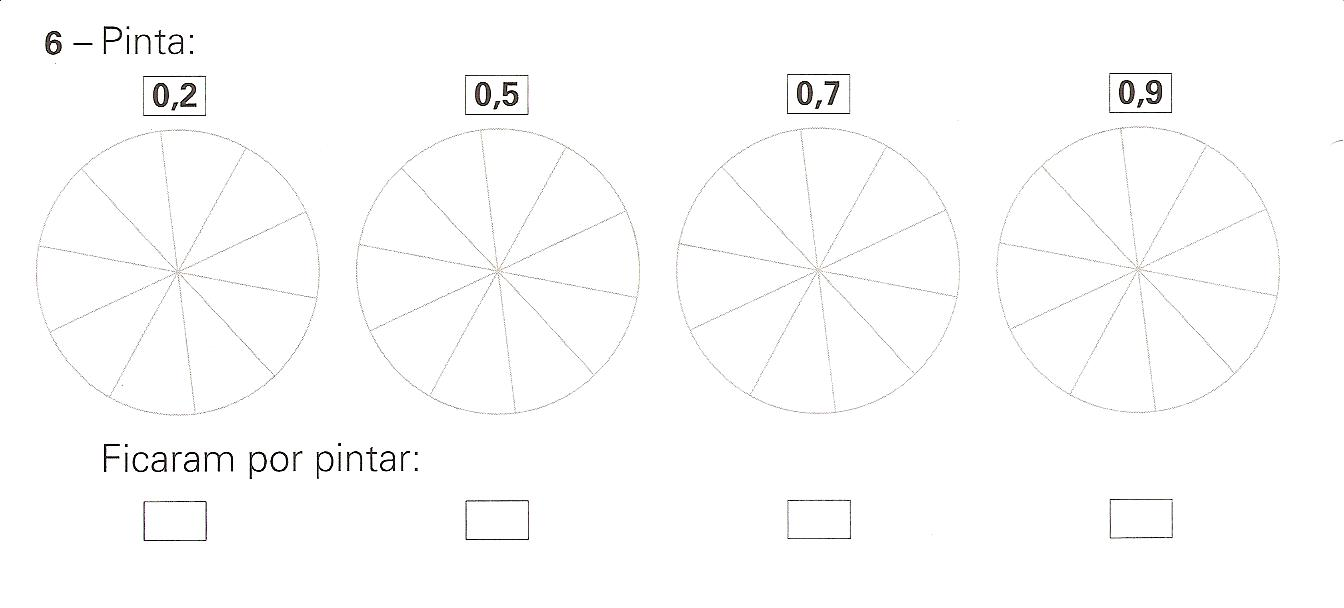 6 – Pinta:
0,2 0,5 0,7 0,9
Ficaram por pintar: